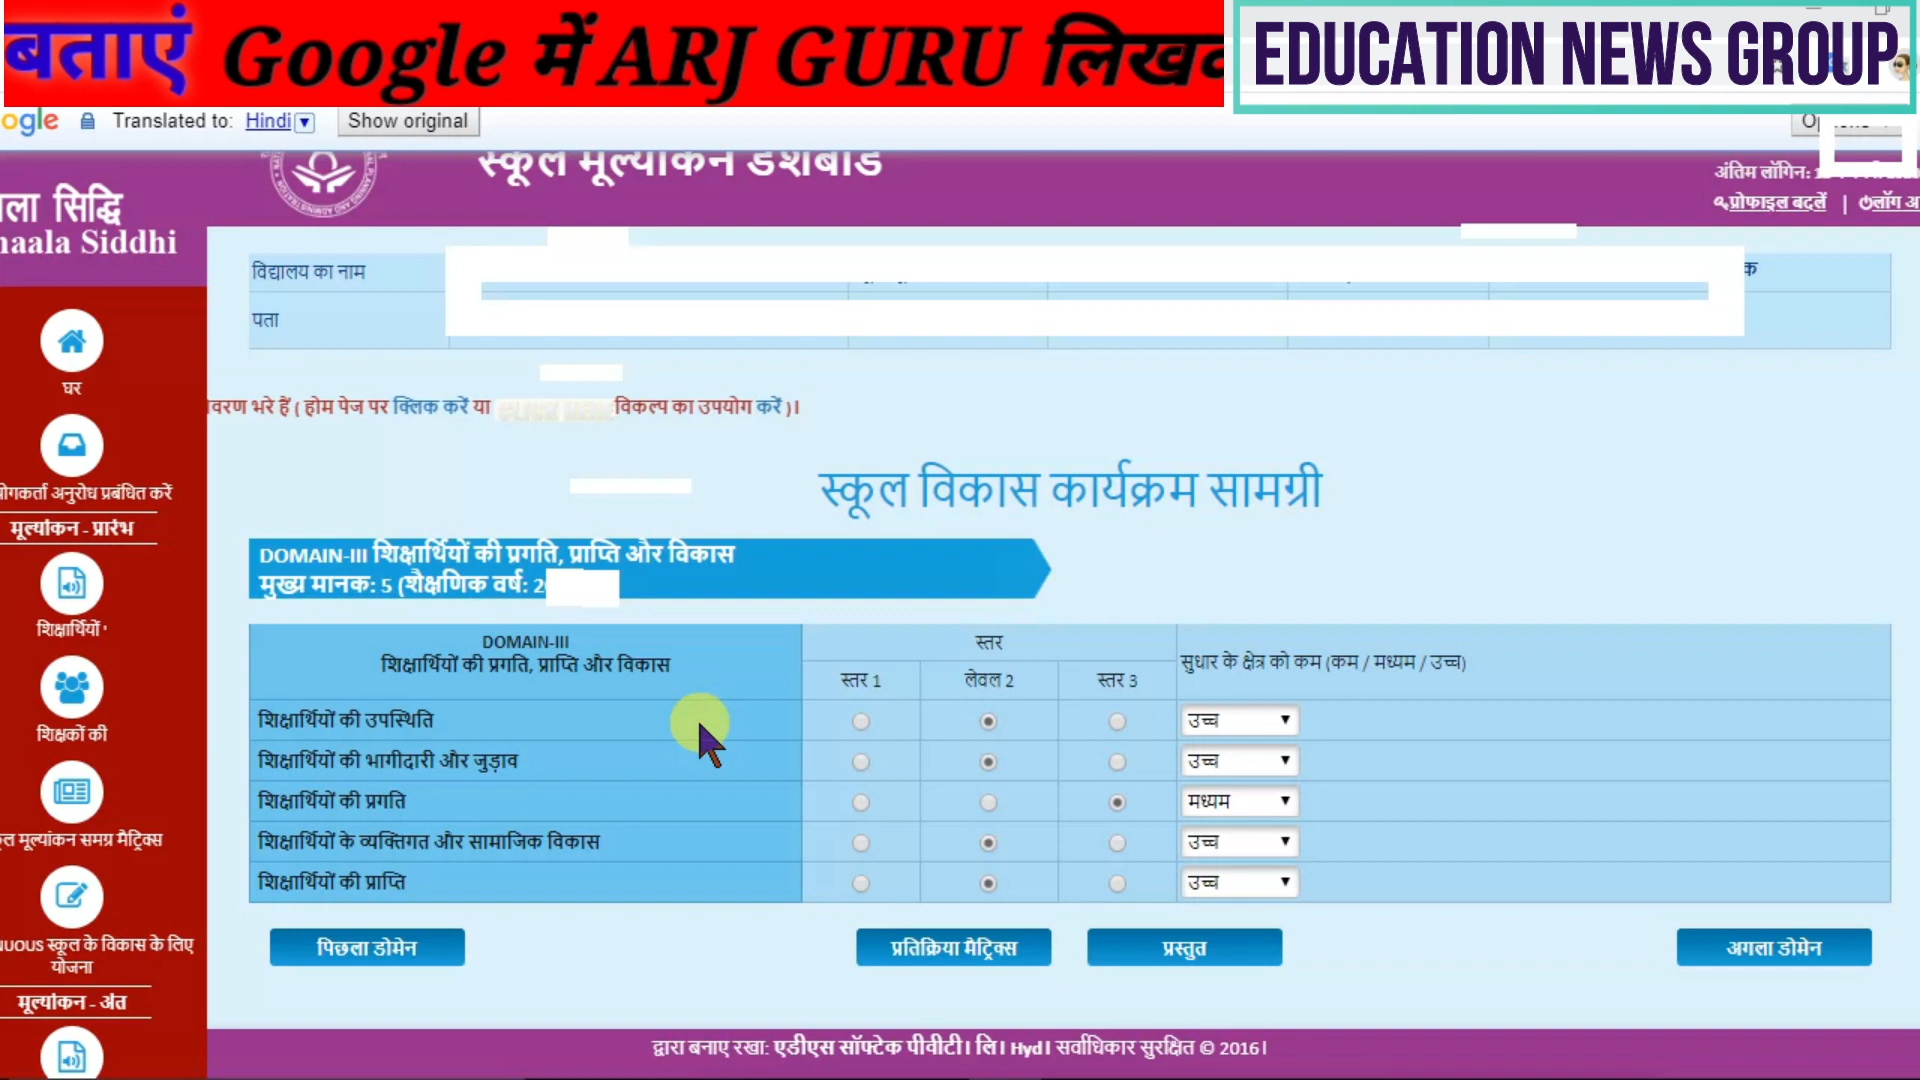 बताएं Google में ARJ GURU
EDUCATION NEWS GROUP
ogle Translated to: Hindi Show original
स्कूल मूल्यांकन डैशबोर्ड
अंतिम लॉगिन:
प्रोफाइल बदलें | लॉग अ
ला सिद्धि
naala Siddhi
विद्यालय का नाम
पता
घर
वरण भरे हैं ( होम पेज पर क्लिक करें या विकल्प का उपयोग करें )।
योगकर्ता अनुरोध प्रबंधित करें
मूल्यांकन - प्रारंभ
शिक्षार्थियों '
शिक्षकों की
ल मूल्यांकन समग्र मैट्रिक्स
uous स्कूल के विकास के लिए
योजना
मूल्यांकन - अंत
स्कूल विकास कार्यक्रम सामग्री
DOMAIN-III शिक्षार्थियों की प्रगति, प्राप्ति और विकास
मुख्य मानक: 5 (शैक्षणिक वर्ष: 2
DOMAIN-III
शिक्षार्थियों की प्रगति, प्राप्ति और विकास
स्तर
सुधार के क्षेत्र को कम (कम / मध्यम / उच्च)
स्तर 1 लेवल 2 स्तर 3
शिक्षार्थियों की उपस्थिति उच्च
शिक्षार्थियों की भागीदारी और जुड़ाव उच्च
शिक्षार्थियों की प्रगति मध्यम
शिक्षार्थियों के व्यक्तिगत और सामाजिक विकास उच्च
शिक्षार्थियों की प्राप्ति उच्च
पिछला डोमेन प्रतिक्रिया मैट्रिक्स प्रस्तुत अगला डोमेन
द्वारा बनाए रखा: एडीएस सॉफ्टेक पीवीटी। लि। Hyd। सर्वाधिकार सुरक्षित © 2016।